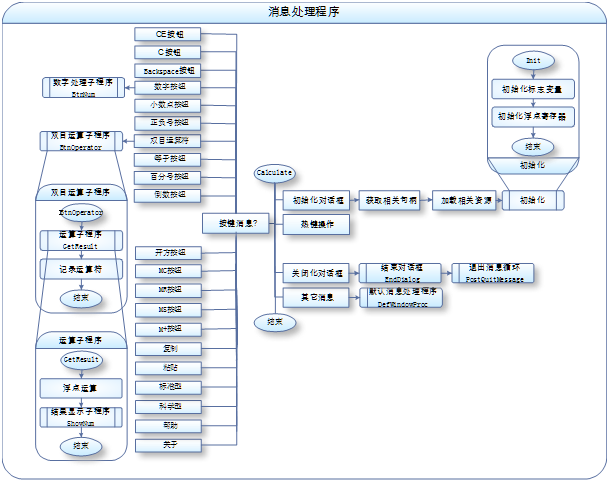 消息处理程序
CE按钮
C按钮
Backspace按钮
数字按钮
小数点按钮
正负号按钮
双目运算符
等于按钮
百分号按钮
倒数按钮
数字处理子程序
BtnNum
双目运算子程序
BtnOperator
双目运算子程序
BtnOperator
运算子程序
GetResult
记录运算符
结束
运算子程序
GetResult
浮点运算
结果显示子程序
ShowNum
结束
开方按钮
MC按钮
MR按钮
MS按钮
M+按钮
复制
粘贴
标准型
科学型
帮助
关于
按键消息?
Calculate
初始化对话框
获取相关句柄
加载相关资源
初始化
热键操作
关闭化对话框
结束对话框
EndDialog
退出消息循环
PostQuitMessage
其它消息
默认消息处理程序
DefWindowProc
结束
Init
初始化标志变量
初始化浮点寄存器
结束
初始化